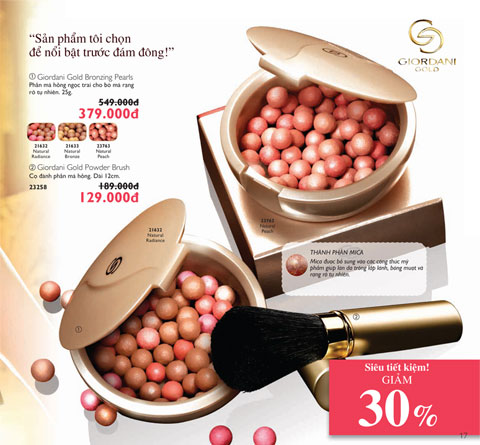 “Sản phẩm tôi chọn
để nổi bật trước đám đông!”
① Giordani Gold Bronzing Pearls
Phấn má hồng ngọc trai cho bờ má rạng
rỡ tự nhiên. 25g.
549.000đ
379.000đ
21632 21633 23763
Natural Natural Natural
Radiance Bronze Peach
② Giordani Gold Powder Brush
Cọ đánh phấn má hồng. Dài 12cm.
23258 189.000đ
129.000đ
GIORDANI
GOLD
23763
Natural
Peach
21632
Natural
Radiance
THÀNH PHẦN MICA
Mica được bổ sung vào các công thức mỹ
phẩm giúp làn da trông lấp lánh, bóng mượt và
rạng rỡ tự nhiên.
①
②
Siêu tiết kiệm!
GIẢM
30%
17